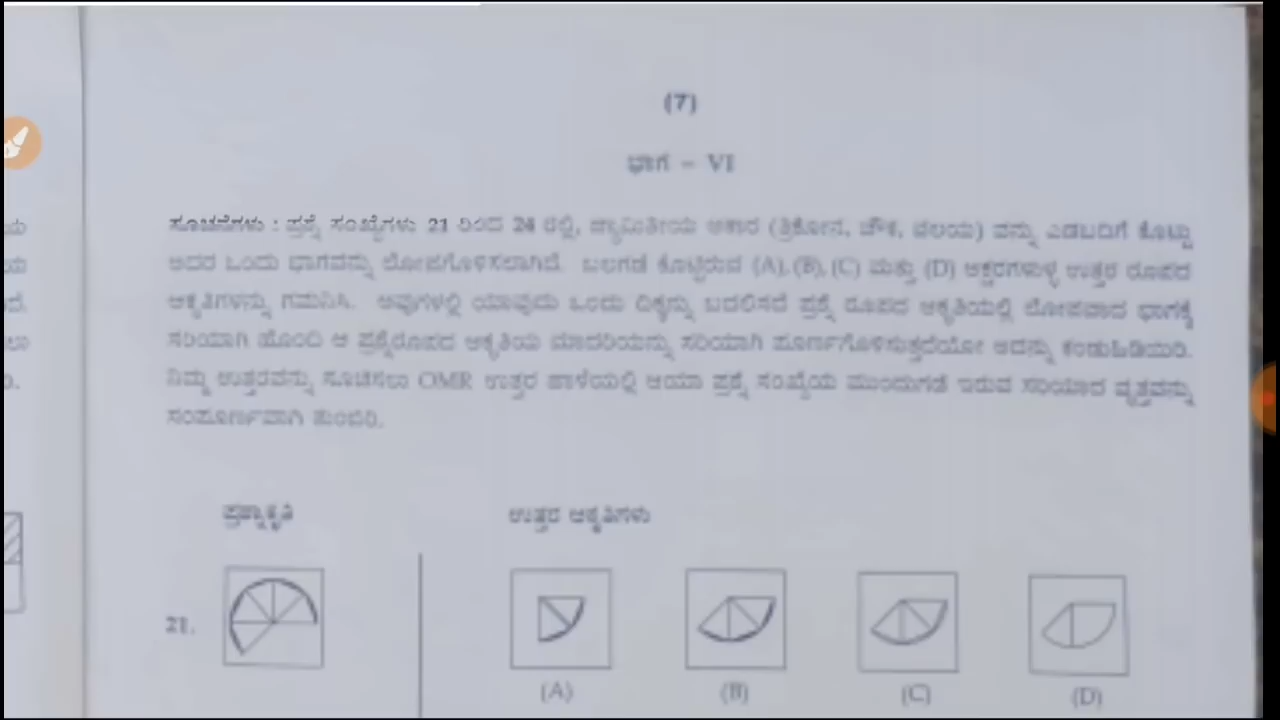 (7)
ಭಾಗ – VI
ಸೂಚನೆಗಳು : ಪ್ರಶ್ನೆ ಸಂಖ್ಯೆಗಳು 21 ರಿಂದ 24 ರಲ್ಲಿ, ಜ್ಯಾಮಿತೀಯ ಆಕಾರ (ತ್ರಿಕೋನ, ಚೌಕ, ವಲಯ) ವನ್ನು ಎಡಬದಿಗೆ ಕೊಟ್ಟು
ಅದರ ಒಂದು ಭಾಗವನ್ನು ಲೋಪಗೊಳಿಸಲಾಗಿದೆ. ಬಲಗಡೆ ಕೊಟ್ಟಿರುವ (A), (B), (C) ಮತ್ತು (D) ಅಕ್ಷರಗಳುಳ್ಳ ಉತ್ತರ ರೂಪದ
ಆಕೃತಿಗಳನ್ನು ಗಮನಿಸಿ. ಅವುಗಳಲ್ಲಿ ಯಾವುದು ಒಂದು ದಿಕ್ಕನ್ನು ಬದಲಿಸದೆ ಪ್ರಶ್ನೆ ರೂಪದ ಆಕೃತಿಯಲ್ಲಿ ಲೋಪವಾದ ಭಾಗಕ್ಕೆ
ಸರಿಯಾಗಿ ಹೊಂದಿ ಆ ಪ್ರಶ್ನೆರೂಪದ ಆಕೃತಿಯ ಮಾದರಿಯನ್ನು ಸರಿಯಾಗಿ ಪೂರ್ಣಗೊಳಿಸುತ್ತದೆಯೋ ಅದನ್ನು ಕಂಡುಹಿಡಿಯಿರಿ.
ನಿಮ್ಮ ಉತ್ತರವನ್ನು ಸೂಚಿಸಲು OMR ಉತ್ತರ ಹಾಳೆಯಲ್ಲಿ ಆಯಾ ಪ್ರಶ್ನೆ ಸಂಖ್ಯೆಯ ಮುಂದುಗಡೆ ಇರುವ ಸರಿಯಾದ ವೃತ್ತವನ್ನು
ಸಂಪೂರ್ಣವಾಗಿ ತುಂಬಿರಿ.
ಪ್ರಶ್ನಾಕೃತಿ ಉತ್ತರ ಆಕೃತಿಗಳು
21.
(A) (B) (C) (D)